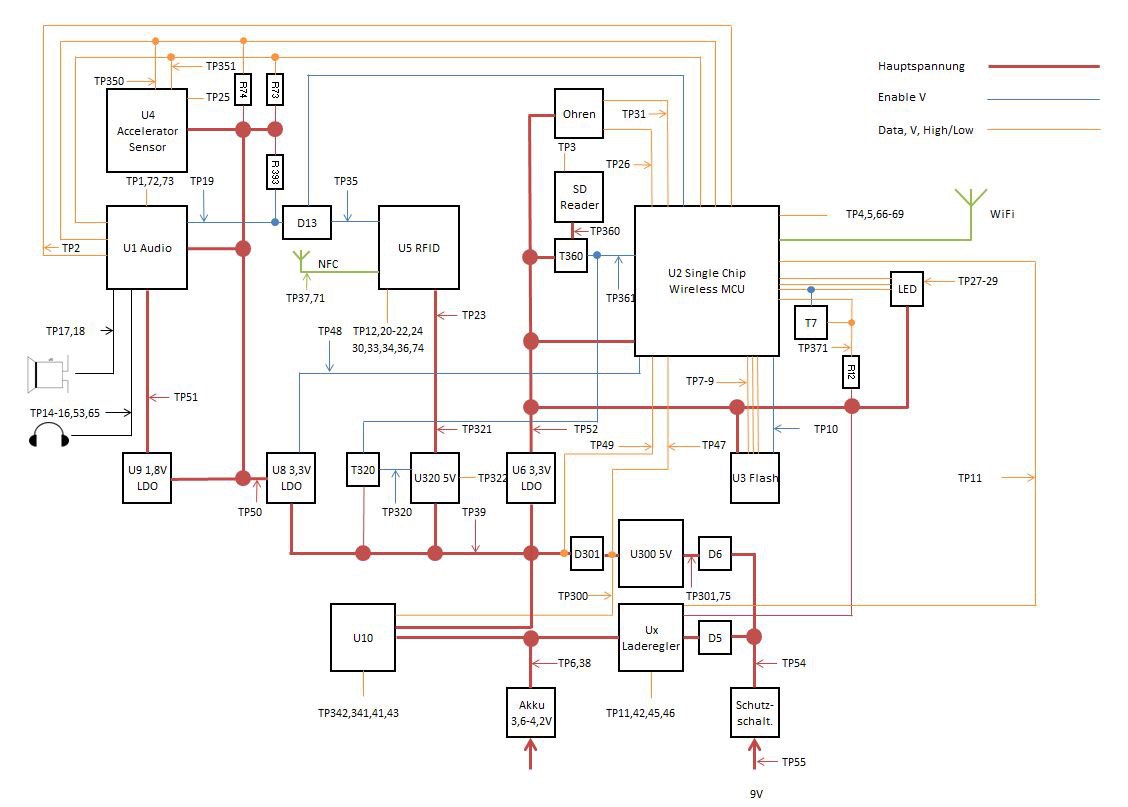 Hauptspannung
Enable V
Data, V, High/Low
TP351
TP350
TP25
R74
R73
U4
Accelerator
Sensor
R393
TP1,72,73
TP19
TP35
D13
U1 Audio
TP2
U5 RFID
NFC
TP37,71
TP31
Ohren
TP3
TP26
SD
Reader
TP360
T360
TP361
U2 Single Chip
Wireless MCU
TP4,5,66-69
WiFi
LED
TP27-29
T7
TP371
R12
TP23
TP48
TP12,20-22,24
30,33,34,36,74
TP17,18
TP51
TP14-16,53,65
TP7-9
TP10
TP321
TP52
TP49
TP47
U9 1,8V
LDO
U8 3,3V
LDO
T320
U320 5V
TP322
U6 3,3V
LDO
U3 Flash
TP11
TP50
TP320
TP39
D301
U300 5V
D6
TP300
TP301,75
U10
Ux
Laderegler
D5
TP6,38
TP54
TP342,341,41,43
Akku
3,6-4,2V
TP11,42,45,46
Schutz-
schalt.
TP55
9V